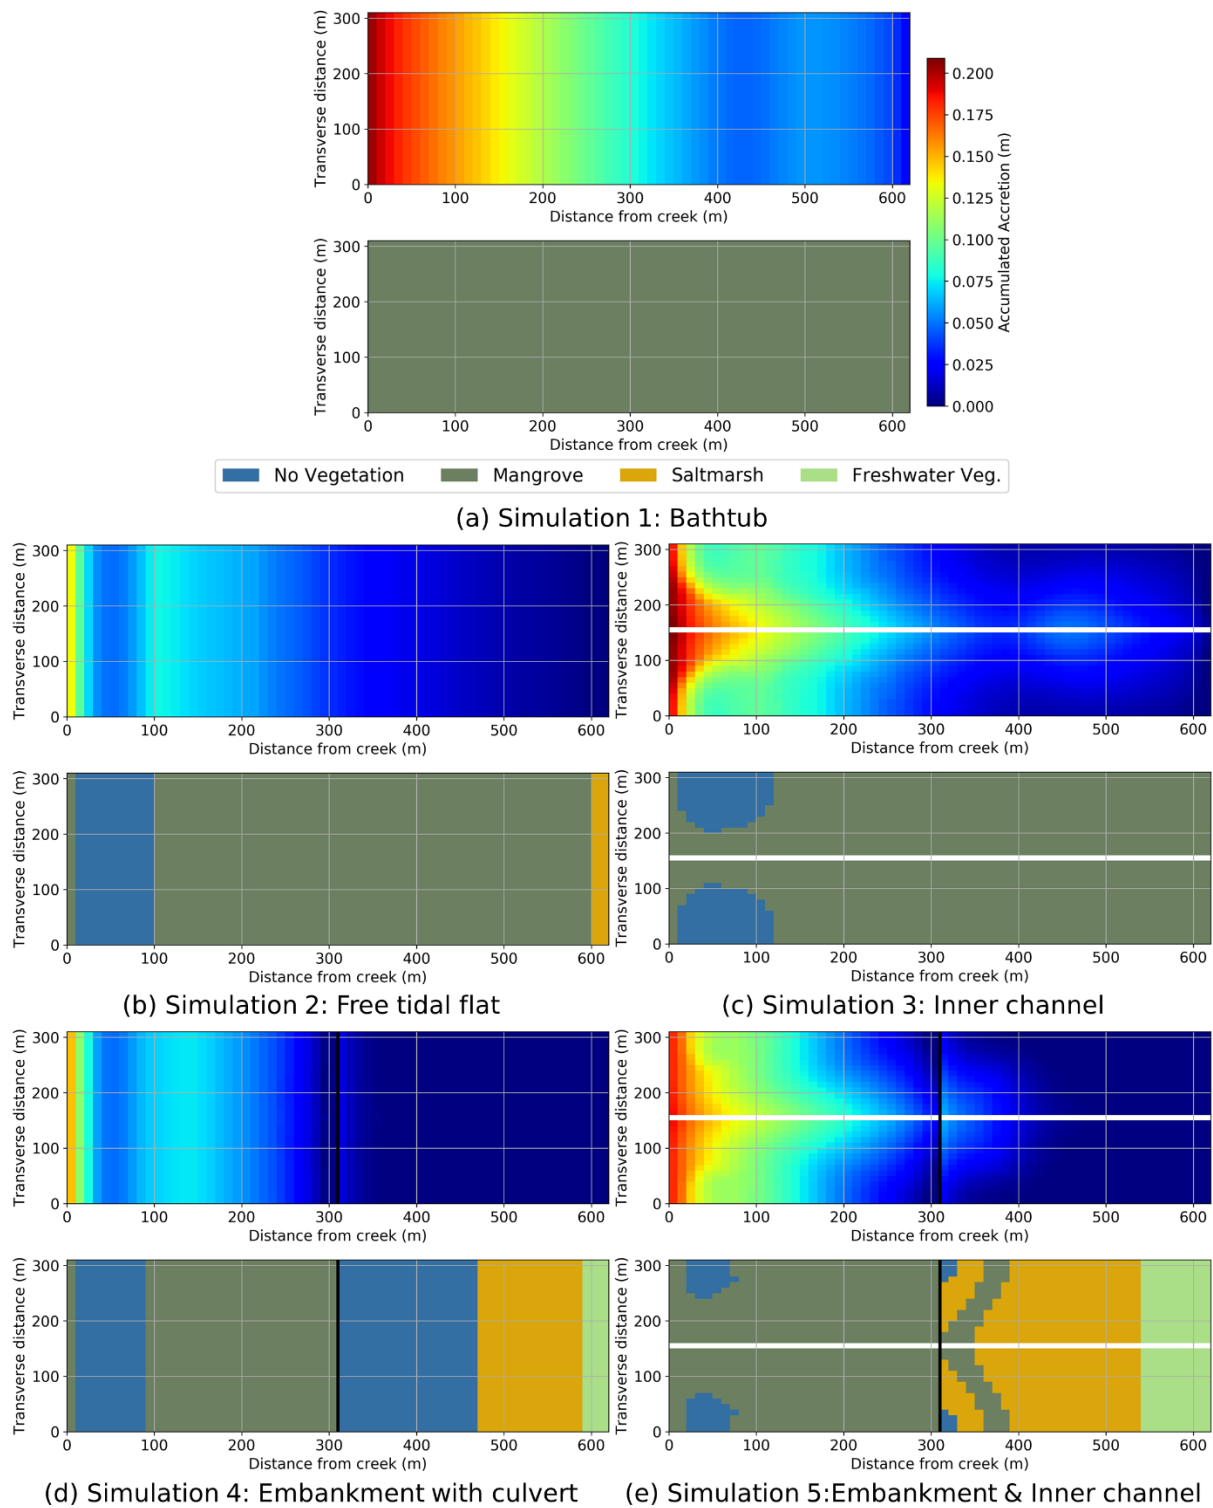 300
200
100
0
Transverse distance (m)
0 100 200 300 400 500 600
Distance from creek (m)
0.200
0.175
0.150
0.125
0.100
0.075
0.050
0.025
0.000
Accumulated Accretion (m)
300
200
100
0
Transverse distance (m)
0 100 200 300 400 500 600
Distance from creek (m)
No Vegetation Mangrove Saltmarsh Freshwater Veg.
(a) Simulation 1: Bathtub
300
200
100
0
Transverse distance (m)
0 100 200 300 400 500 600
Distance from creek (m)
300
200
100
0
Transverse distance (m)
0 100 200 300 400 500 600
Distance from creek (m)
(b) Simulation 2: Free tidal flat
300
200
100
0
Transverse distance (m)
0 100 200 300 400 500 600
Distance from creek (m)
300
200
100
0
Transverse distance (m)
0 100 200 300 400 500 600
Distance from creek (m)
(c) Simulation 3: Inner channel
300
200
100
0
Transverse distance (m)
0 100 200 300 400 500 600
Distance from creek (m)
300
200
100
0
Transverse distance (m)
0 100 200 300 400 500 600
Distance from creek (m)
(d) Simulation 4: Embankment with culvert
300
200
100
0
Transverse distance (m)
0 100 200 300 400 500 600
Distance from creek (m)
300
200
100
0
Transverse distance (m)
0 100 200 300 400 500 600
Distance from creek (m)
(e) Simulation 5:Embankment & Inner channel